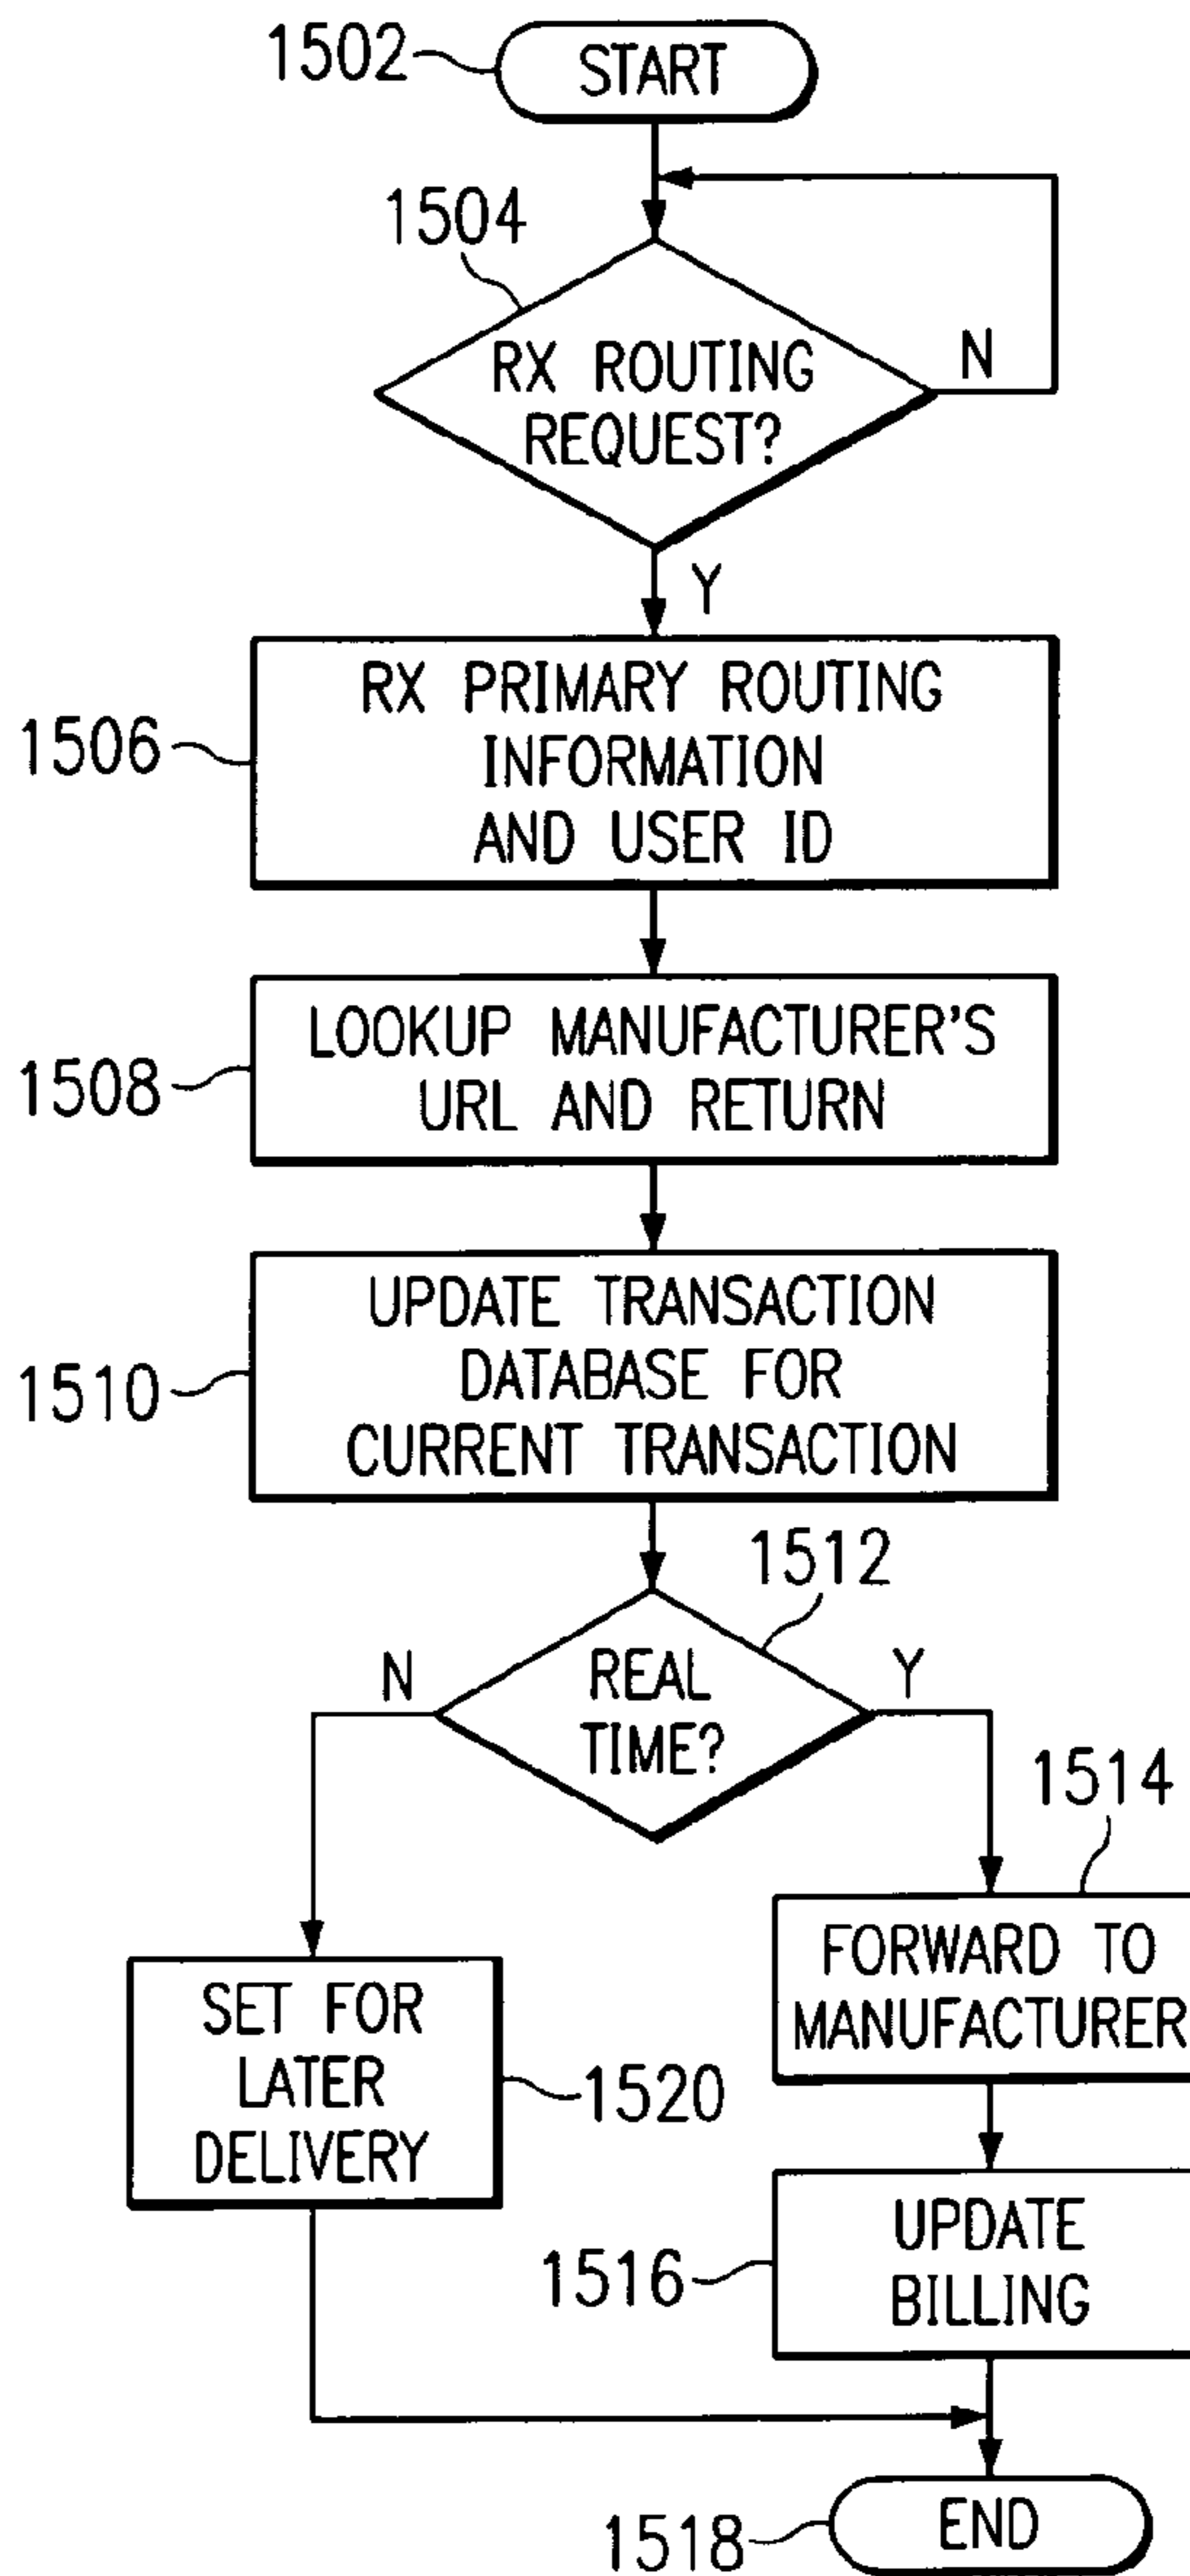 1502
START
1504
RX ROUTING
REQUEST?
N
Y
1506
RX PRIMARY ROUTING
INFORMATION
AND USER ID
1508
LOOKUP MANUFACTURER'S
URL AND RETURN
1510
UPDATE TRANSACTION
DATABASE FOR
CURRENT TRANSACTION
1512
N
REAL
TIME?
Y
1514
FORWARD TO
MANUFACTURER
SET FOR
LATER
DELIVERY
1520
1516
UPDATE
BILLING
1518
END